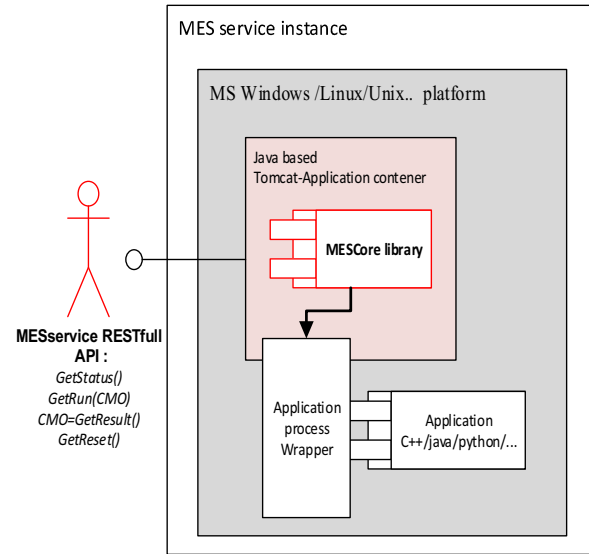 MES service instance
MS Windows /Linux/Unix.. platform
Java based
Tomcat-Application contener
MESCore library
MESservice RESTfull
API :
GetStatus()
GetRun(CMO)
CMO=GetResult()
GetReset()
Application
process
Wrapper
Application
C++/java/python/...